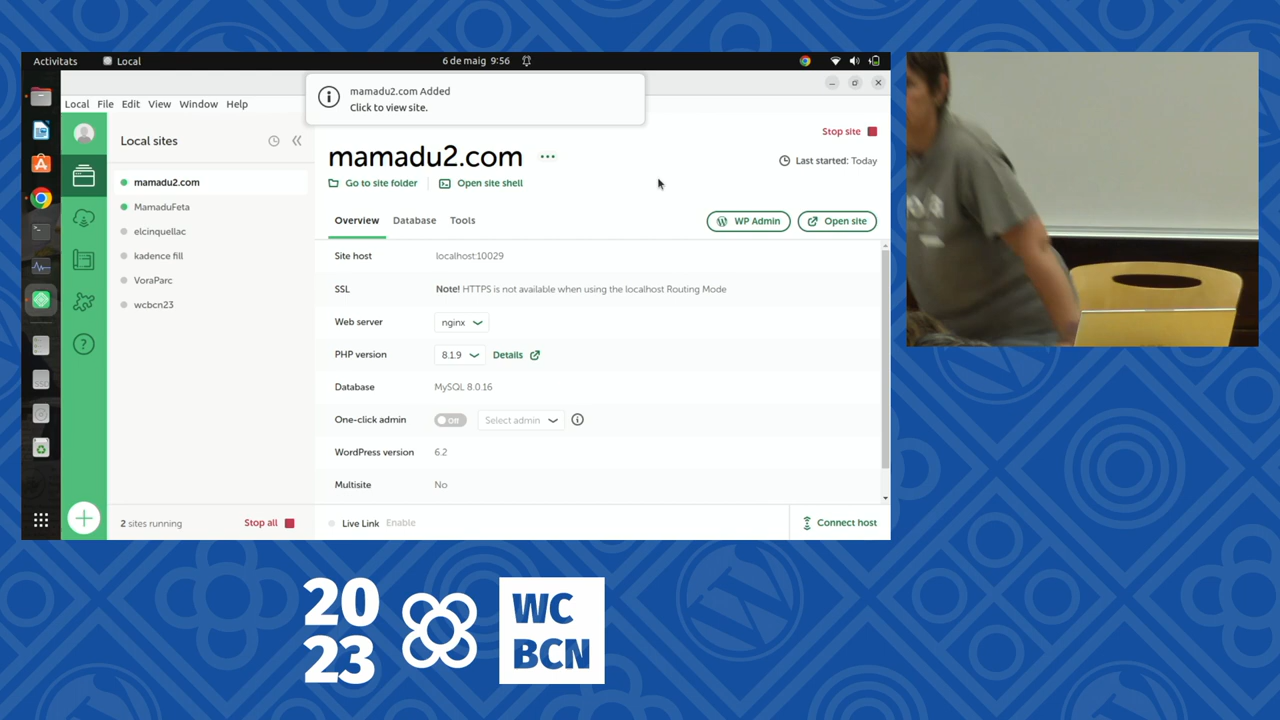 Activitats
Local
6 de maig 9:56
mamadu2.com Added
Click to view site.
Local File Edit View Window Help
Local sites
mamadu2.com
MamaduFeta
elcinquellac
kadence fill
VoraParc
wcbcn23
2 sites running
Stop all
Stop site
mamadu2.com
Last started: Today
Go to site folder
Open site shell
Overview
Database
Tools
WP Admin
Open site
Site host
localhost:10029
SSL
Note! HTTPS is not available when using the localhost Routing Mode
Web server
nginx
PHP version
8.1.9
Details
Database
MySQL 8.0.16
One-click admin
Off
Select admin
WordPress version
6.2
Multisite
No
Live Link
Enable
Connect host
20
23
WC
BCN